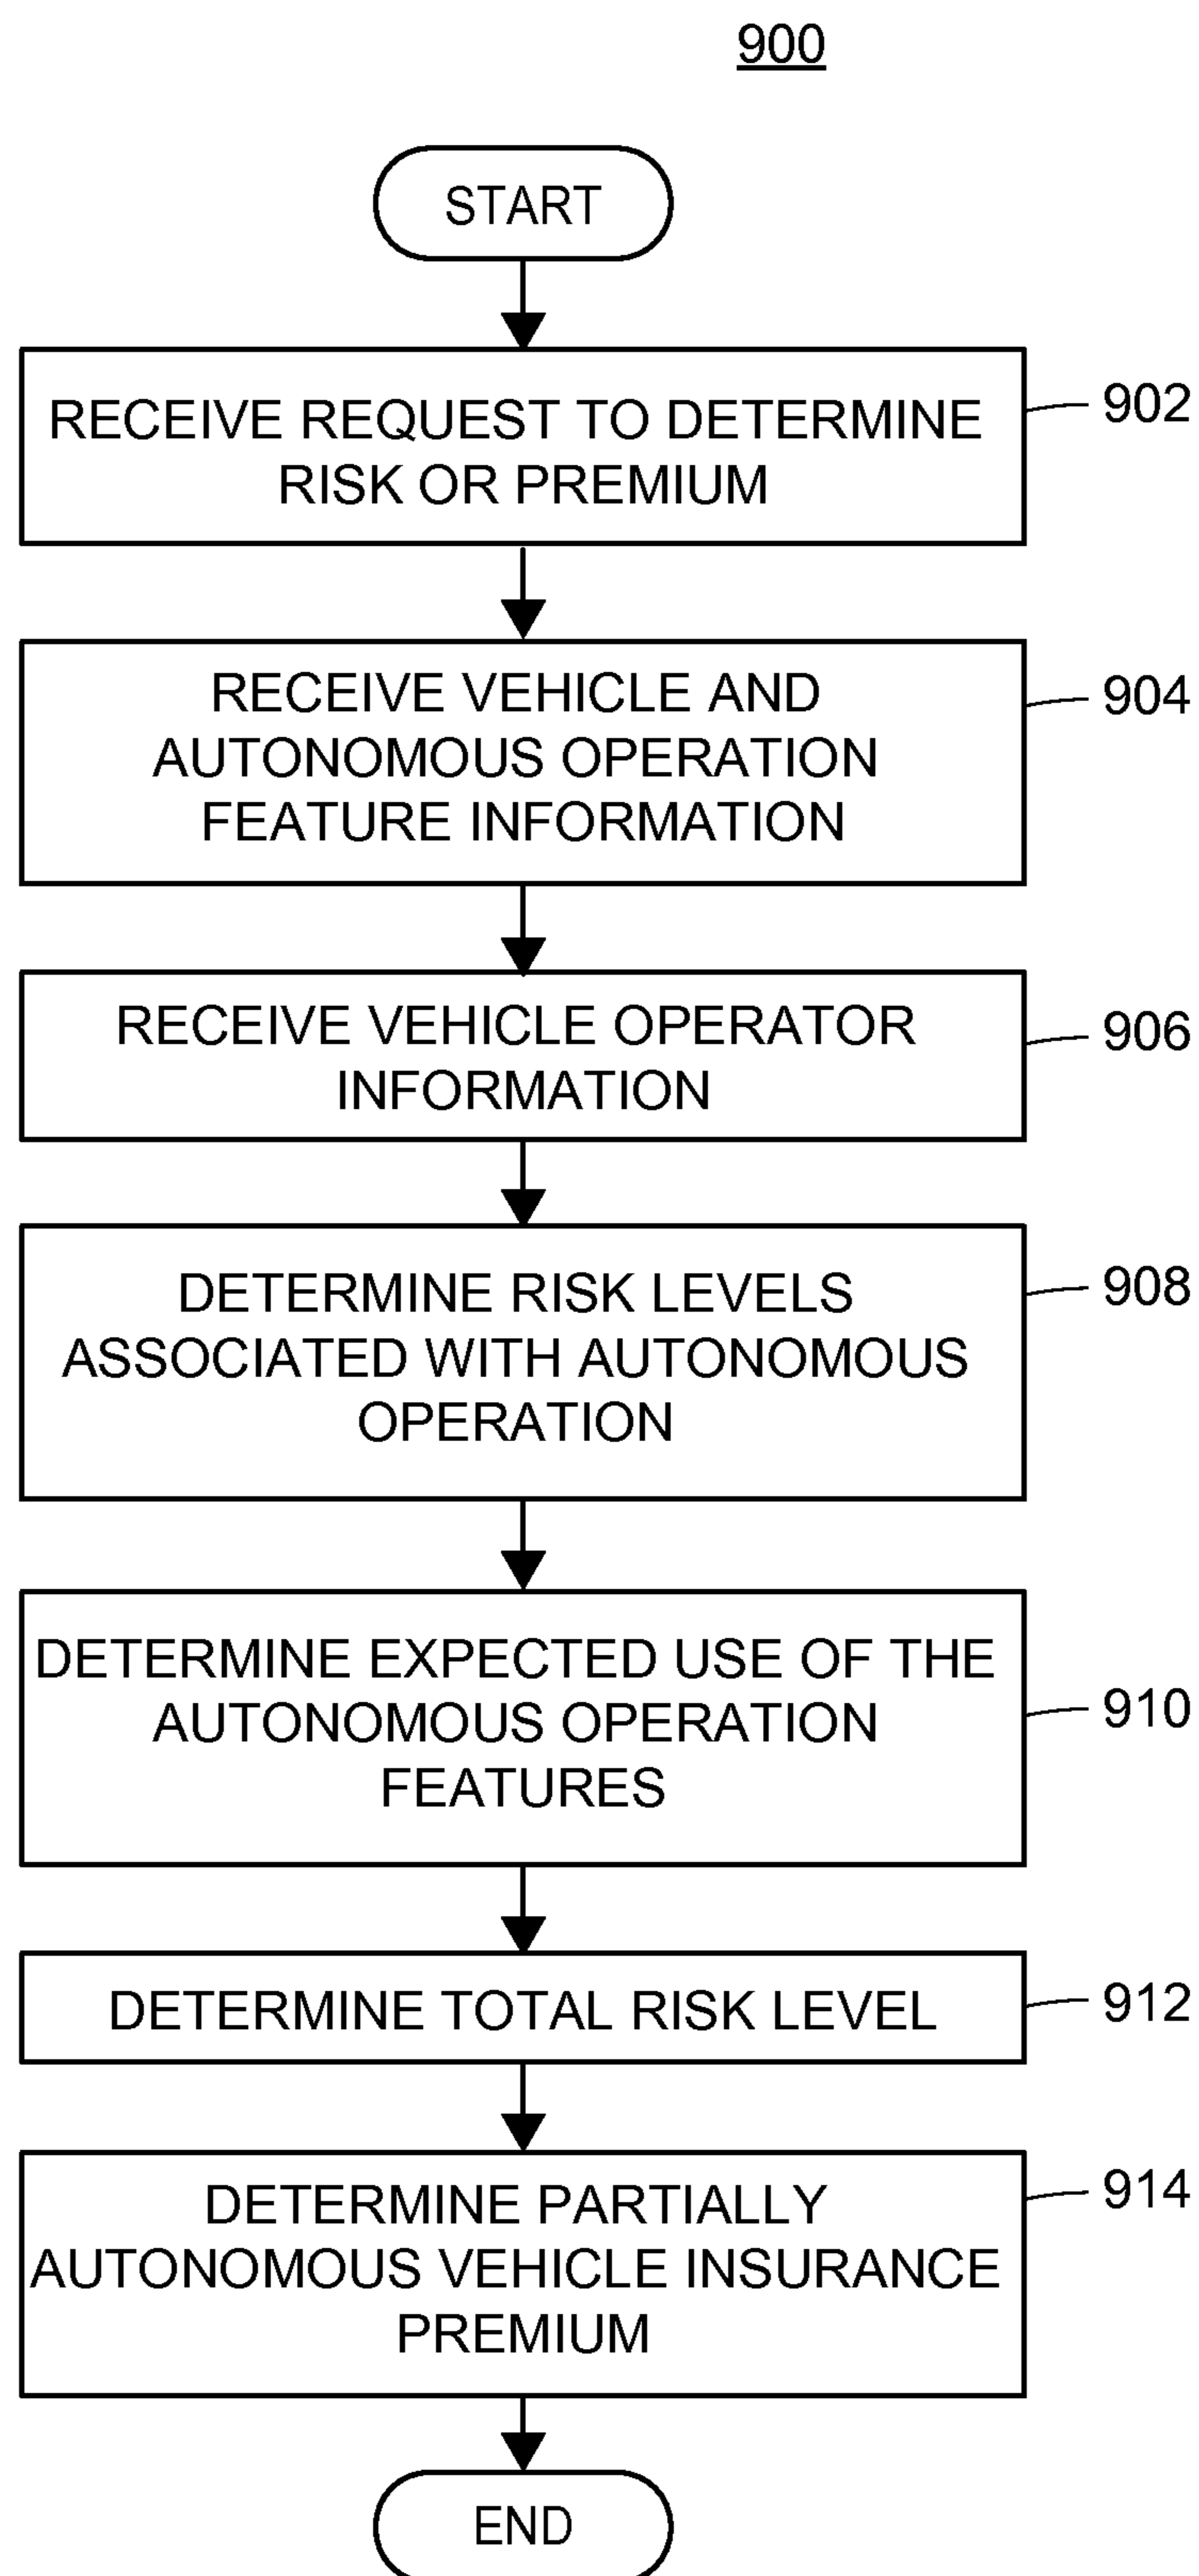 900
START
RECEIVE REQUEST TO DETERMINE
RISK OR PREMIUM
902
RECEIVE VEHICLE AND
AUTONOMOUS OPERATION
FEATURE INFORMATION
904
RECEIVE VEHICLE OPERATOR
INFORMATION
906
DETERMINE RISK LEVELS
ASSOCIATED WITH AUTONOMOUS
OPERATION
908
DETERMINE EXPECTED USE OF THE
AUTONOMOUS OPERATION
FEATURES
910
DETERMINE TOTAL RISK LEVEL
912
DETERMINE PARTIALLY
AUTONOMOUS VEHICLE INSURANCE
PREMIUM
914
END